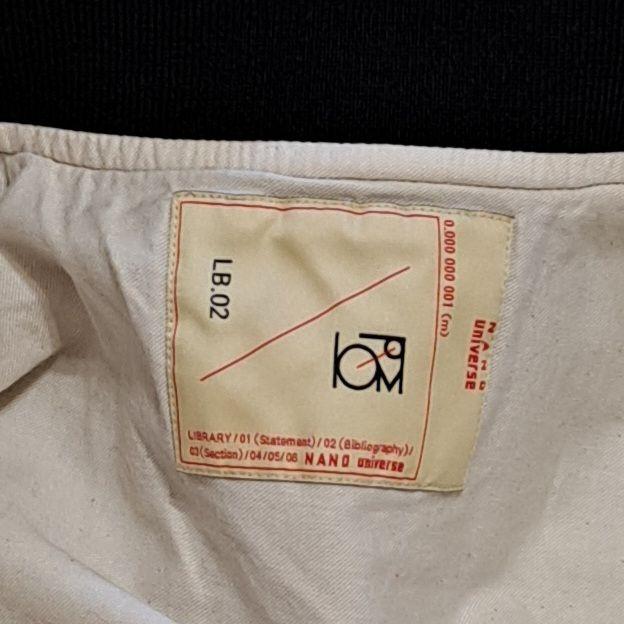 LB.02
LIBRARY/01 (Statement)/02 (Bibliography)/
03(Section)/04/05/06 NANO universe
0.000 000 001 (m)
NANO
universe